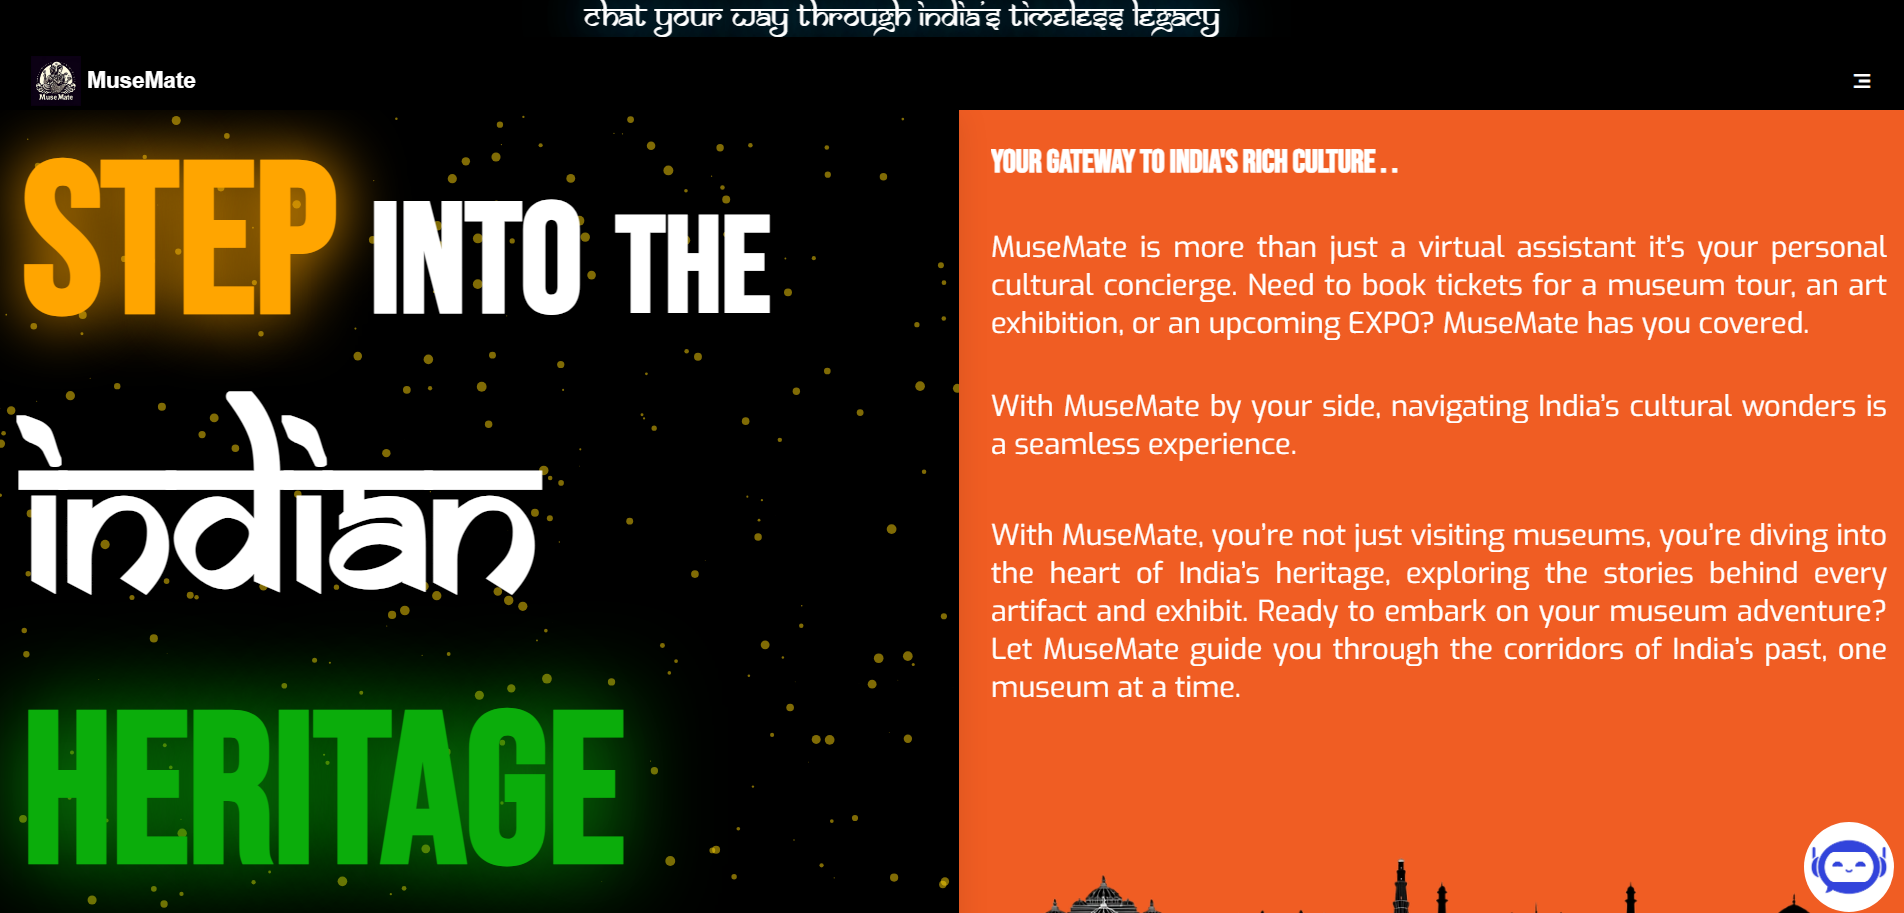 chat your way through india's timeless legacy
MuseMate
MuseMate
STEP INTO THE
indian
HERITAGE
YOUR GATEWAY TO INDIA'S RICH CULTURE . .
MuseMate is more than just a virtual assistant it's your personal
cultural concierge. Need to book tickets for a museum tour, an art
exhibition, or an upcoming EXPO? MuseMate has you covered.
With MuseMate by your side, navigating India's cultural wonders is
a seamless experience.
With MuseMate, you're not just visiting museums, you're diving into
the heart of India's heritage, exploring the stories behind every
artifact and exhibit. Ready to embark on your museum adventure?
Let MuseMate guide you through the corridors of India's past, one
museum at a time.